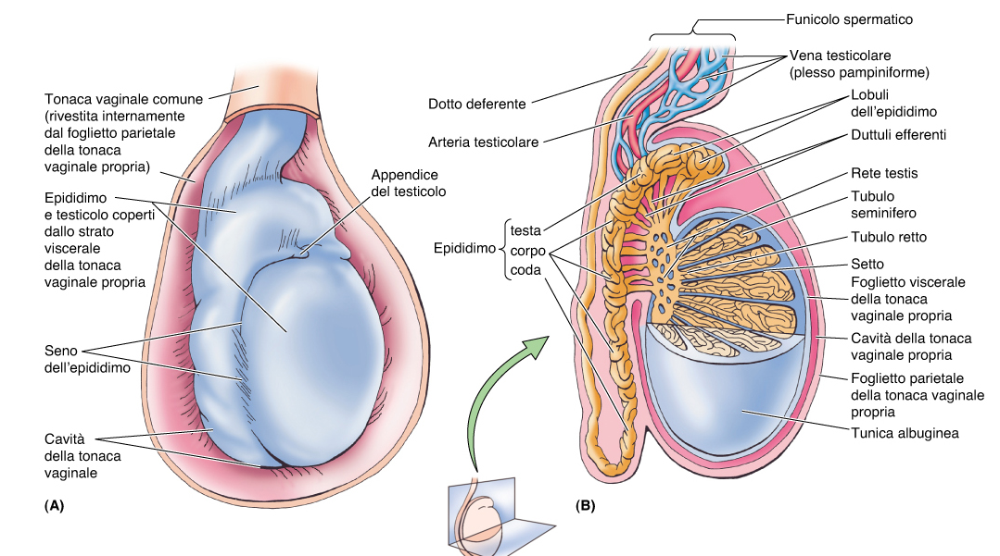 Tonaca vaginale comune
(rivestita internamente
dal foglietto parietale
della tonaca
vaginale propria)
Epididimo
e testicolo coperti
dallo strato
viscerale
della tonaca
vaginale propria
Seno
dell'epididimo
Cavità
della tonaca
vaginale
Appendice
del testicolo
(A)
Funicolo spermatico
Vena testicolare
(plesso pampiniforme)
Dotto deferente
Arteria testicolare
Epididimo
testa
corpo
coda
Lobuli
dell'epididimo
Duttuli efferenti
Rete testis
Tubulo
seminifero
Tubulo retto
Setto
Foglietto viscerale
della tonaca
vaginale propria
Cavità della tonaca
vaginale propria
Foglietto parietale
della tonaca vaginale
propria
Tunica albuginea
(B)